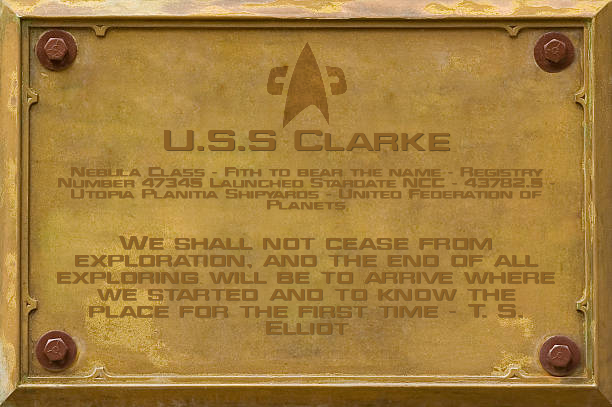 U.S.S Clarke
Nebula Class - Fith to bear the name - Registry
Number 47345 Launched Stardate NCC - 43782.5
Utopia Planitia Shipyards - United Federation of
Planets
We shall not cease from
exploration, and the end of all
exploring will be to arrive where
we started and to know the
place for the first time - T. S.
Elliot